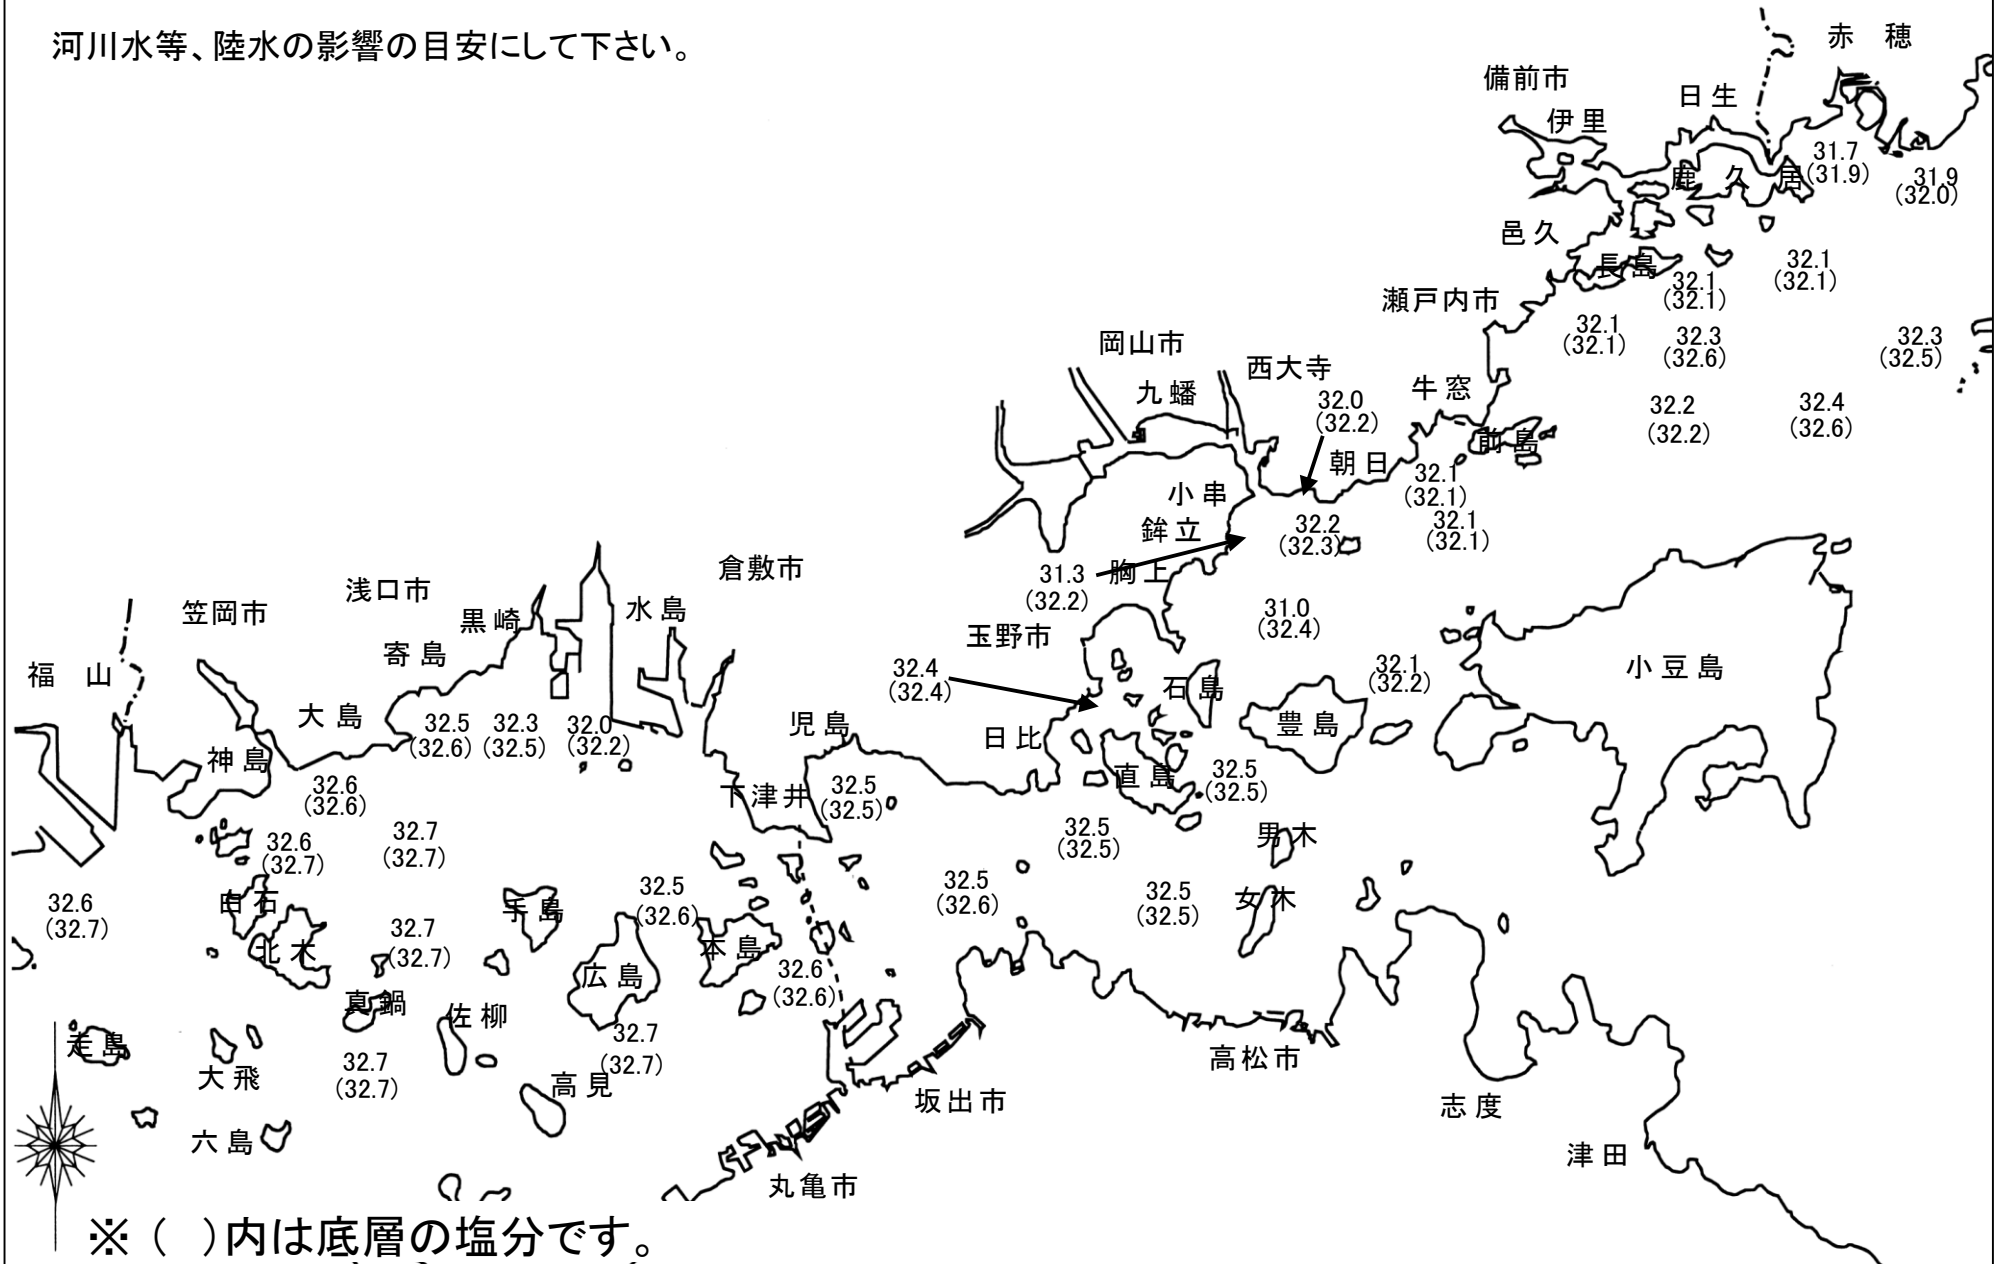 河川水等、陸水の影響の目安にして下さい。
赤 穂
備前市
日生
伊里
31.7
(31.9)
鹿 久 居
31.9
(32.0)
邑久
長島
32.1
(32.1)
32.1
(32.1)
瀬戸内市
32.1
(32.1)
32.3
(32.6)
32.3
(32.5)
岡山市
西大寺
九蟠
牛窓
32.0
(32.2)
32.2
(32.2)
32.4
(32.6)
前島
朝日
32.1
(32.1)
小串
鉾立
32.2
(32.3)
32.1
(32.1)
倉敷市
31.3
(32.2)
胸上
浅口市
笠岡市
黒崎
水島
31.0
(32.4)
玉野市
寄島
福 山
32.4
(32.4)
石島
32.1
(32.2)
小豆島
大島
32.5
(32.6)
32.3
(32.5)
32.0
(32.2)
児島
日比
豊島
神島
直島
32.5
(32.5)
32.6
(32.6)
下津井
32.5
(32.5)
32.6
(32.7)
32.7
(32.7)
32.5
(32.5)
男木
32.6
(32.7)
白石
手島
32.5
(32.6)
32.5
(32.6)
32.5
(32.5)
女木
北木
32.7
(32.7)
本島
広島
32.6
(32.6)
真鍋
佐柳
走島
32.7
(32.7)
大飛
32.7
(32.7)
高見
高松市
坂出市
志度
六島
津田
丸亀市
※（ ）内は底層の塩分です。